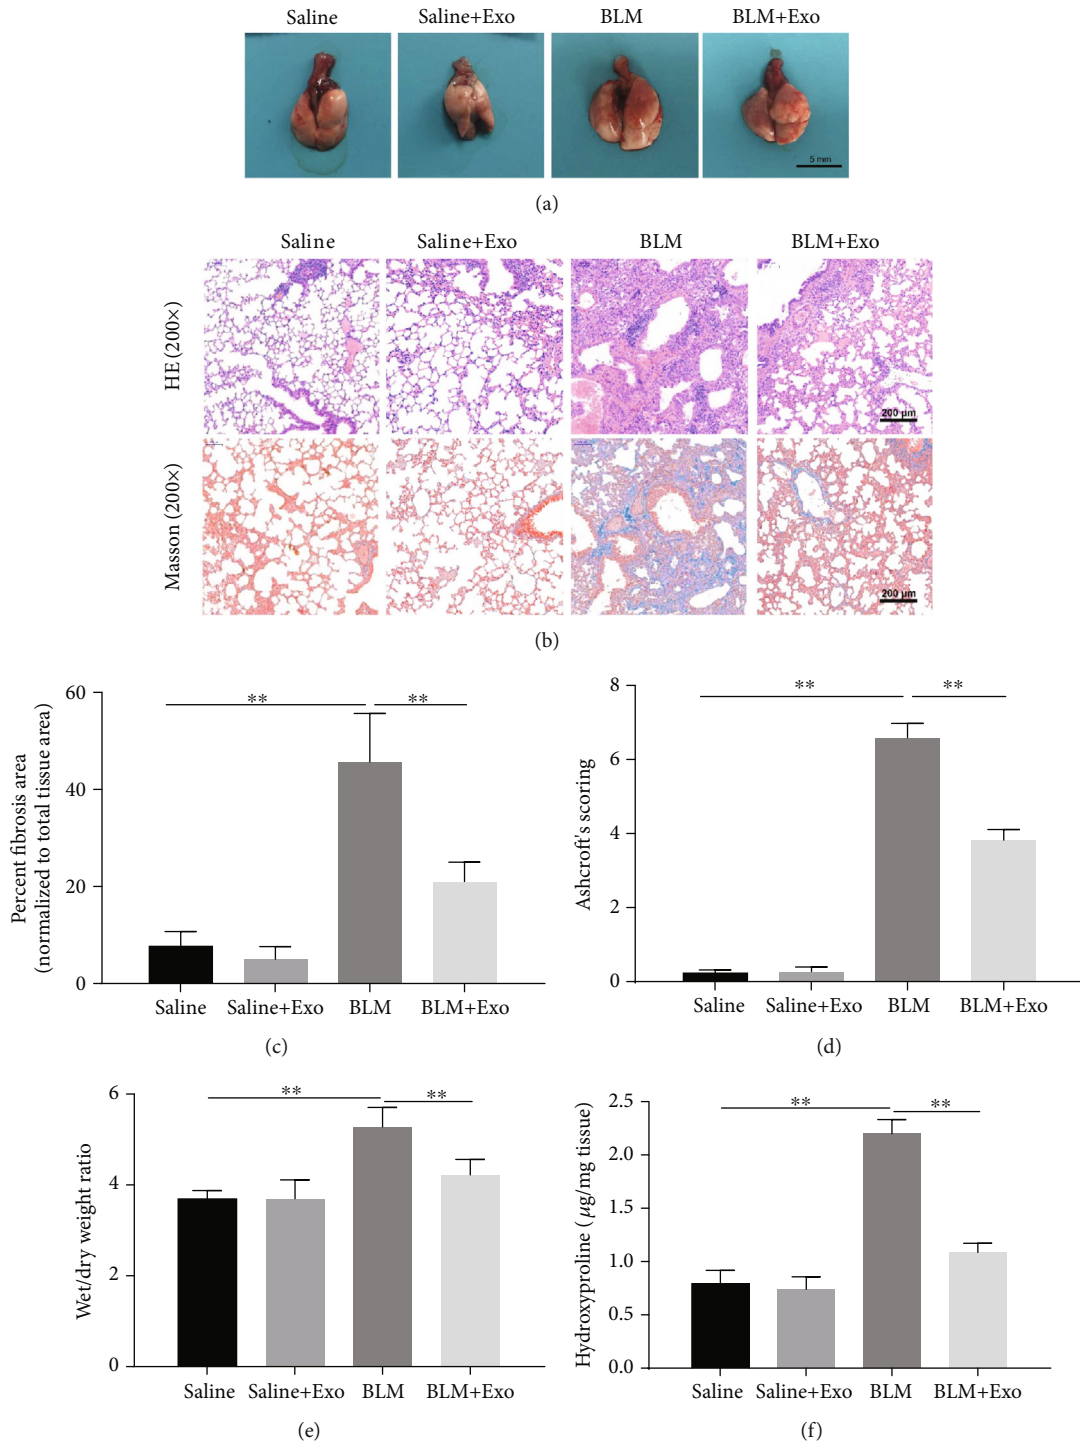 Saline Saline+Exo BLM BLM+Exo
5 mm
(a)
Saline Saline+Exo BLM BLM+Exo
HE (200×)
200 μm
Masson (200×)
200 μm
(b)
Percent fibrosis area
(normalized to total tissue area)
60
40
20
0
** **
Saline Saline+Exo BLM BLM+Exo
(c)
Ashcroft's scoring
8
6
4
2
0
** **
Saline Saline+Exo BLM BLM+Exo
(d)
Wet/dry weight ratio
6
4
2
0
** **
Saline Saline+Exo BLM BLM+Exo
(e)
Hydroxyproline (μg/mg tissue)
2.5
2.0
1.5
1.0
0.5
0.0
** **
Saline Saline+Exo BLM BLM+Exo
(f)